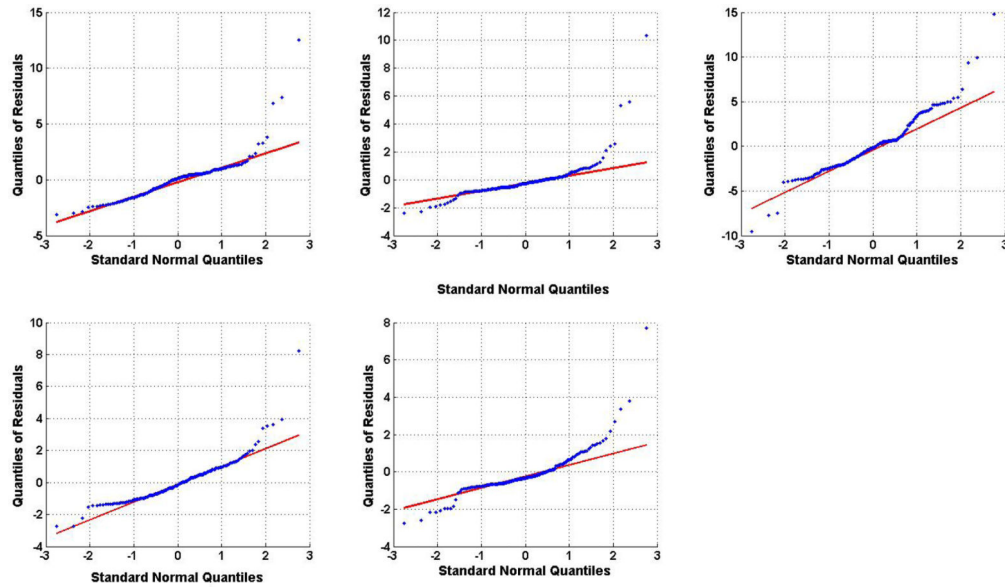 15
10
5
0
-5
Quantiles of Residuals
-3 -2 -1 0 1 2 3
Standard Normal Quantiles
12
10
8
6
4
2
0
-2
-4
Quantiles of Residuals
-3 -2 -1 0 1 2 3
Standard Normal Quantiles
15
10
5
0
-5
-10
Quantiles of Residuals
-3 -2 -1 0 1 2 3
Standard Normal Quantiles
Standard Normal Quantiles
10
8
6
4
2
0
-2
-4
Quantiles of Residuals
-3 -2 -1 0 1 2 3
Standard Normal Quantiles
8
6
4
2
0
-2
-4
Quantiles of Residuals
-3 -2 -1 0 1 2 3
Standard Normal Quantiles